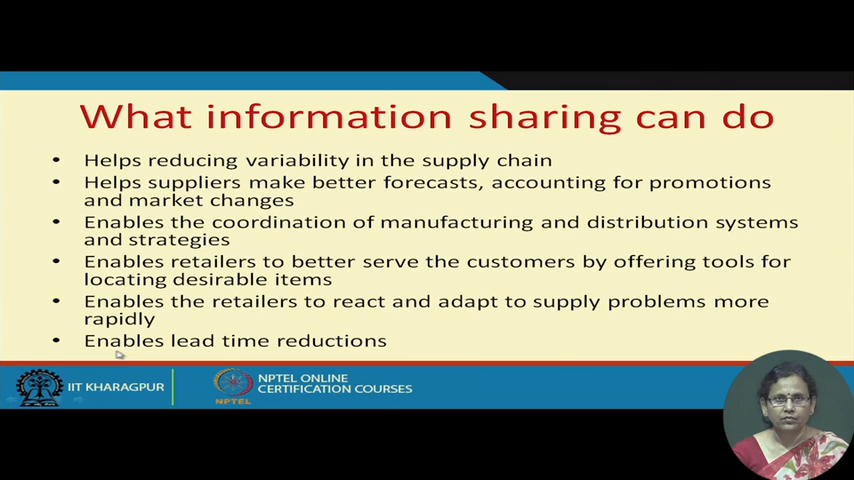 What information sharing can do
• Helps reducing variability in the supply chain
• Helps suppliers make better forecasts, accounting for promotions
and market changes
• Enables the coordination of manufacturing and distribution systems
and strategies
• Enables retailers to better serve the customers by offering tools for
locating desirable items
• Enables the retailers to react and adapt to supply problems more
rapidly
• Enables lead time reductions
IIT KHARAGPUR
NPTEL
NPTEL ONLINE
CERTIFICATION COURSES